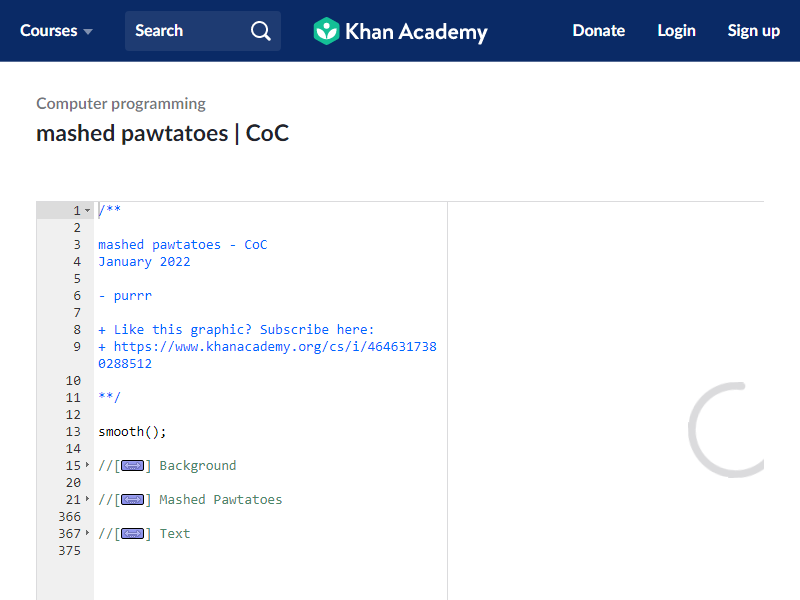 Courses
Search
Khan Academy
Donate
Login
Sign up
Computer programming
mashed pawtatoes | CoC
1 /**
2
3 mashed pawtatoes - CoC
4 January 2022
5
6 - purrr
7
8 + Like this graphic? Subscribe here:
9 + https://www.khanacademy.org/cs/i/464631738
0288512
10
11 **/
12
13 smooth();
14
15 //[] Background
20
21 //[] Mashed Pawtatoes
366
367 //[] Text
375